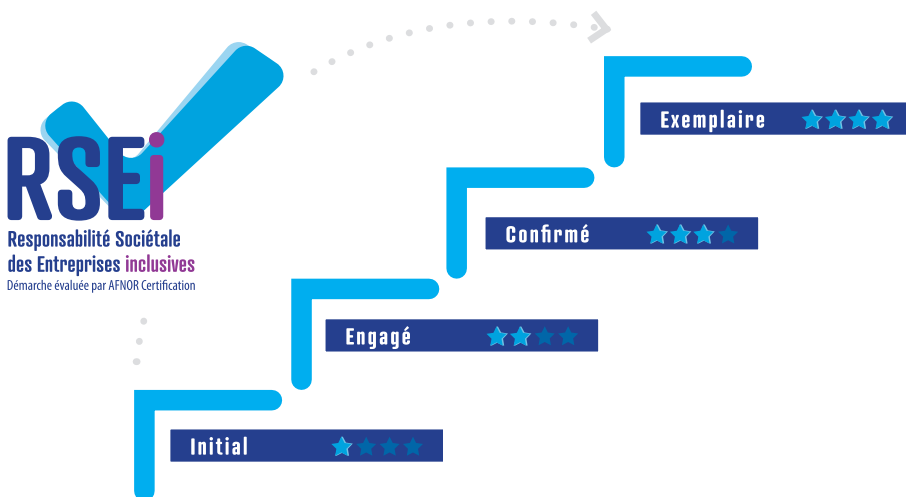 RSEi
Responsabilité Sociétale
des Entreprises inclusives
Démarche évaluée par AFNOR Certification
Exemplaire
Confirmé
Engagé
Initial